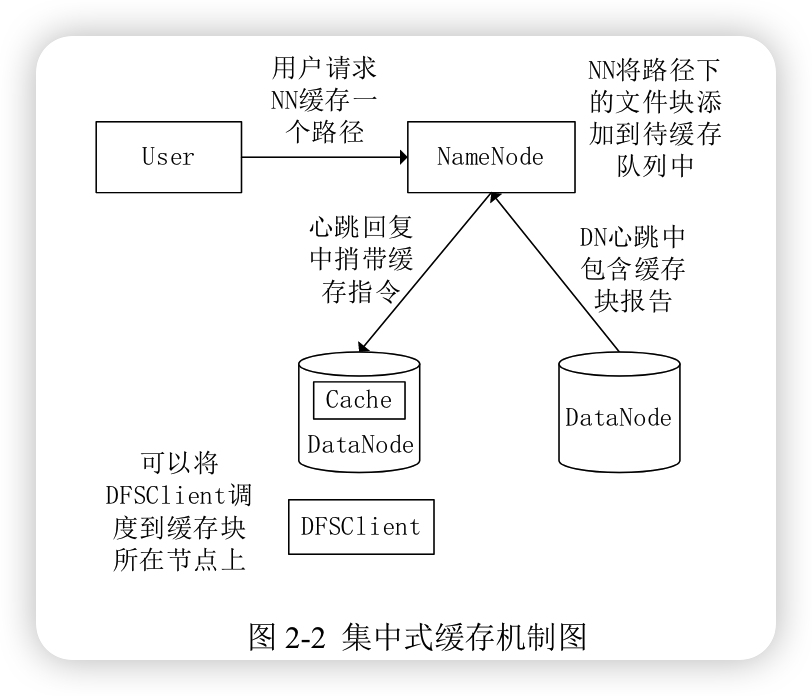 用户请求
NN缓存一
个路径
NN将路径下
的文件块添
加到待缓存
队列中
User
NameNode
心跳回复
中捎带缓
存指令
DN心跳中
包含缓存
块报告
Cache
DataNode
DataNode
可以将
DFSClient调
度到缓存块
所在节点上
DFSClient
图 2-2 集中式缓存机制图